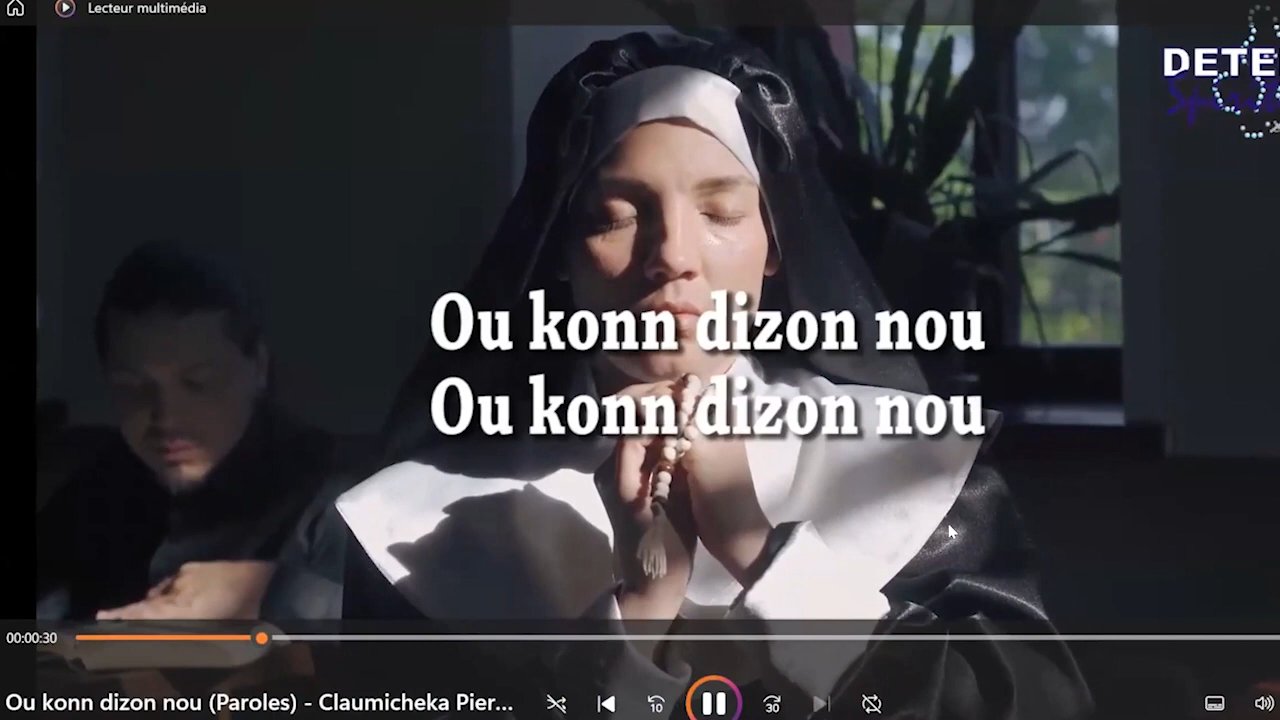 Lecteur multimédia
DETE
Ou konn dizon nou
Ou konn dizon nou
00:00:30
Ou konn dizon nou (Paroles) - Claumicheka Pier...
10
30